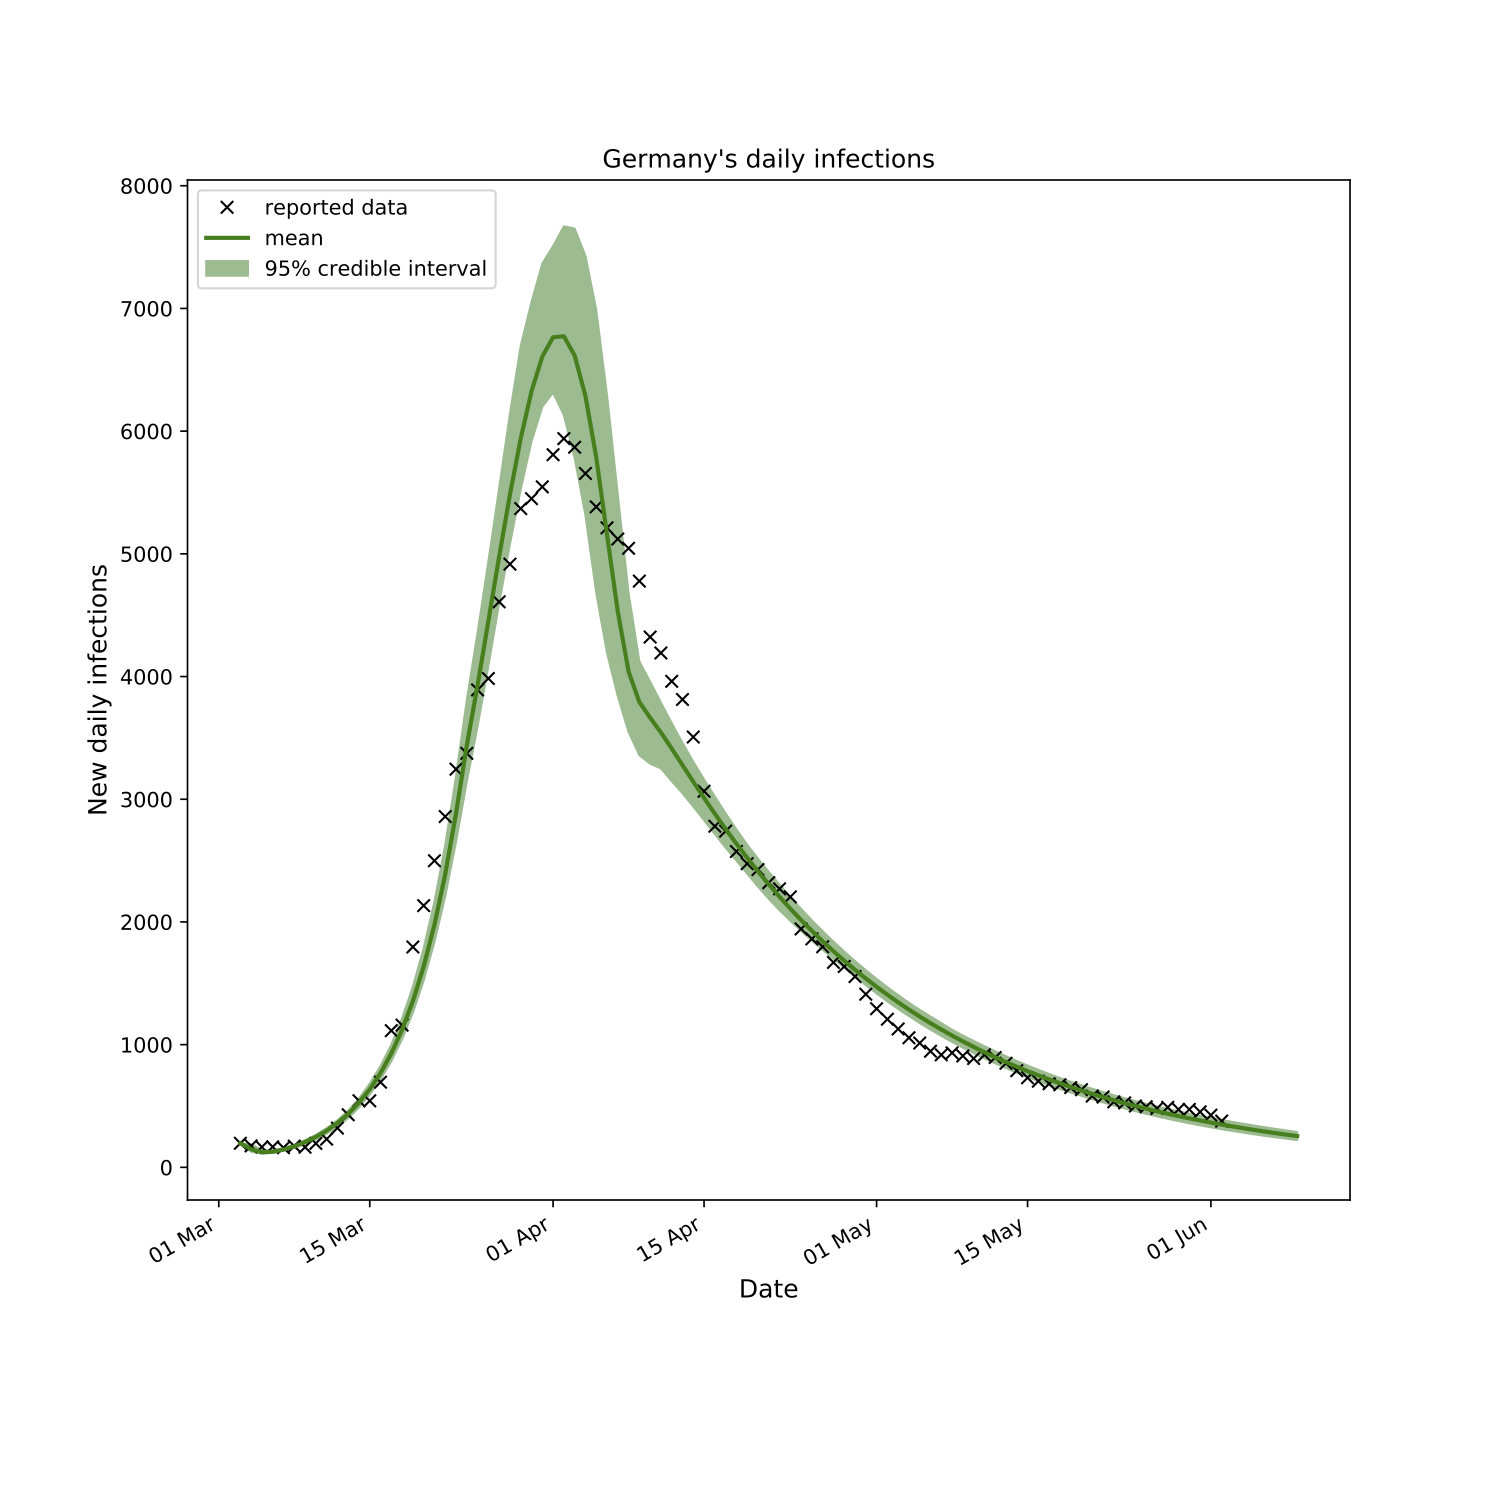 Germany's daily infections
8000
7000
6000
5000
4000
3000
2000
1000
0
New daily infections
reported data
mean
95% credible interval
01 Mar
15 Mar
01 Apr
15 Apr
01 May
15 May
01 Jun
Date